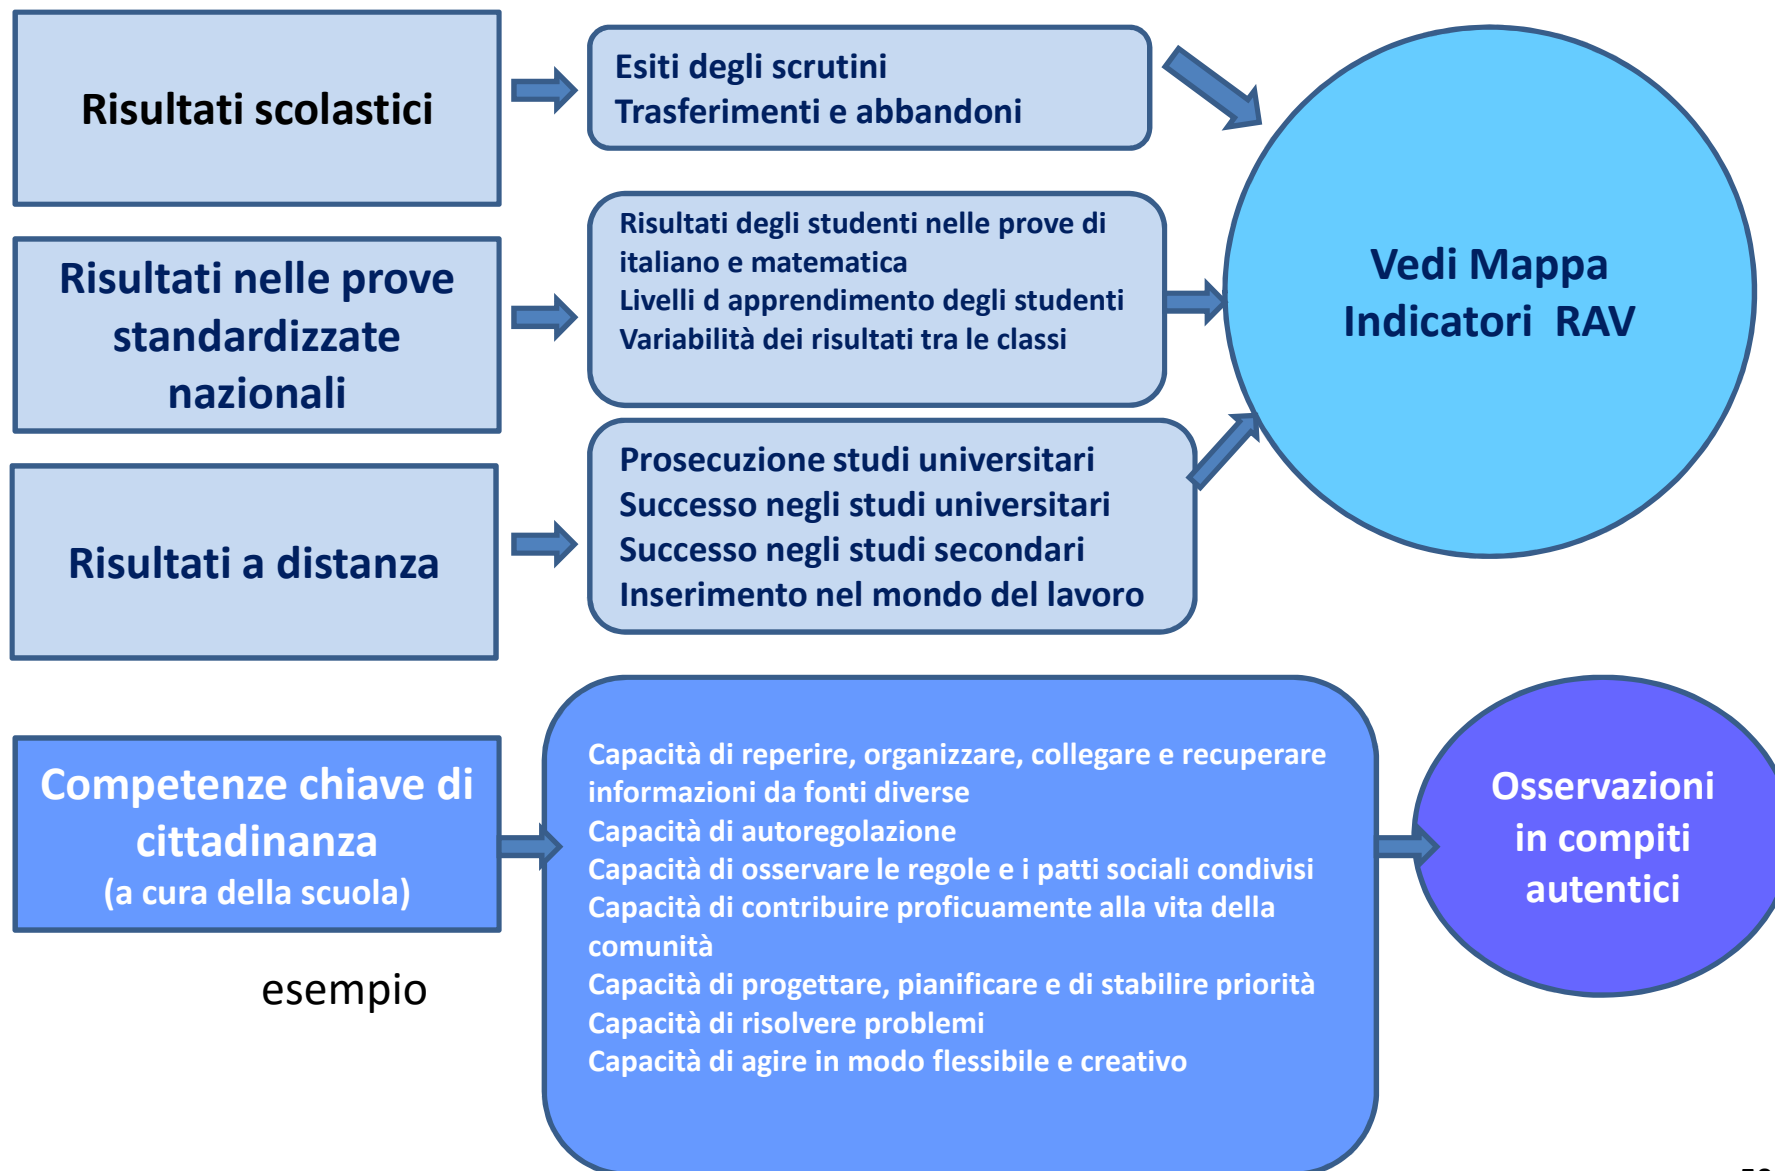 Risultati scolastici
Esiti degli scrutini
Trasferimenti e abbandoni
Risultati nelle prove
standardizzate
nazionali
Risultati degli studenti nelle prove di
italiano e matematica
Livelli d apprendimento degli studenti
Variabilità dei risultati tra le classi
Vedi Mappa
Indicatori RAV
Risultati a distanza
Prosecuzione studi universitari
Successo negli studi universitari
Successo negli studi secondari
Inserimento nel mondo del lavoro
Competenze chiave di
cittadinanza
(a cura della scuola)
esempio
Capacità di reperire, organizzare, collegare e recuperare
informazioni da fonti diverse
Capacità di autoregolazione
Capacità di osservare le regole e i patti sociali condivisi
Capacità di contribuire proficuamente alla vita della
comunità
Capacità di progettare, pianificare e di stabilire priorità
Capacità di risolvere problemi
Capacità di agire in modo flessibile e creativo
Osservazioni
in compiti
autentici